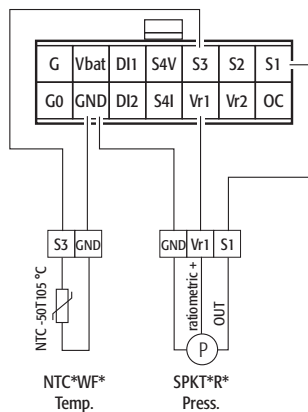 G Vbat DI1 S4V S3 S2 S1
G0 GND DI2 S4I Vr1 Vr2 OC
S3 GND
GND Vr1 S1
NTC -50T105 °C
ratiometric +
OUT
P
NTC*WF*
Temp.
SPKT*R*
Press.